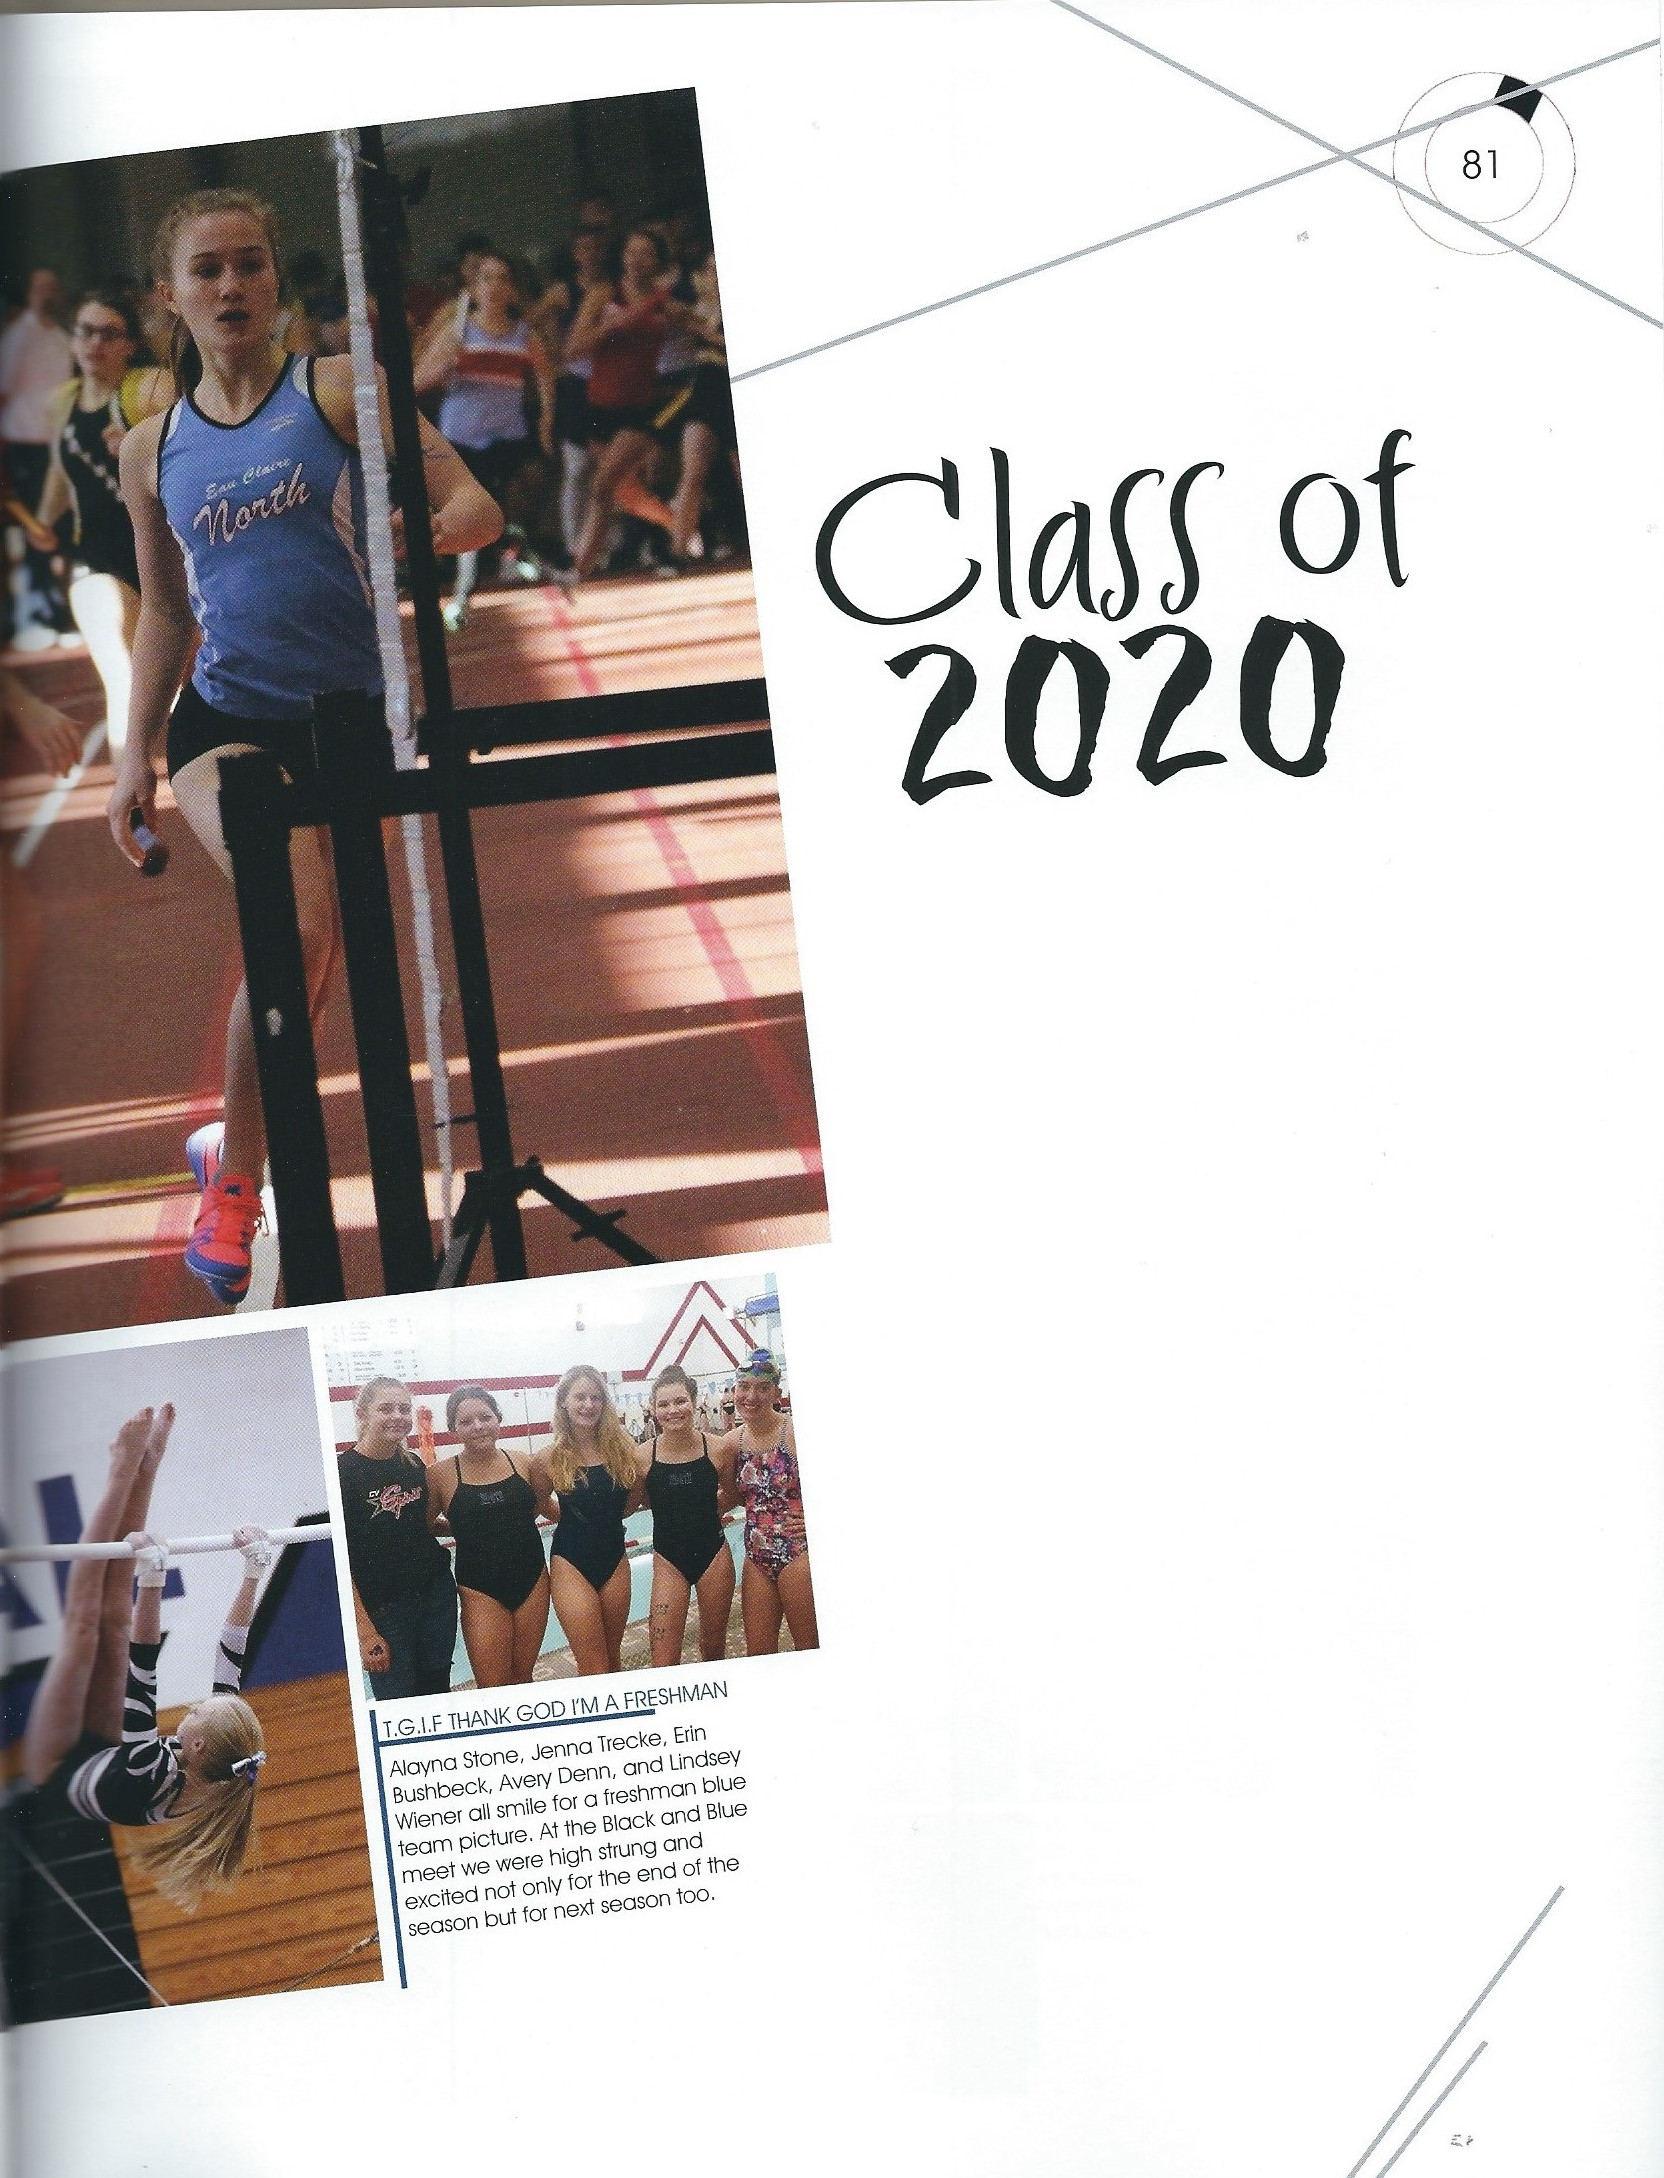 81
Class of
2020
Eau Claire
North
CV
T.G.I.F THANK GOD I'M A FRESHMAN
Alayna Stone, Jenna Trecke, Erin
Bushbeck, Avery Denn, and Lindsey
Wiener all smile for a freshman blue
team picture. At the Black and Blue
meet we were high strung and
excited not only for the end of the
season but for next season too.